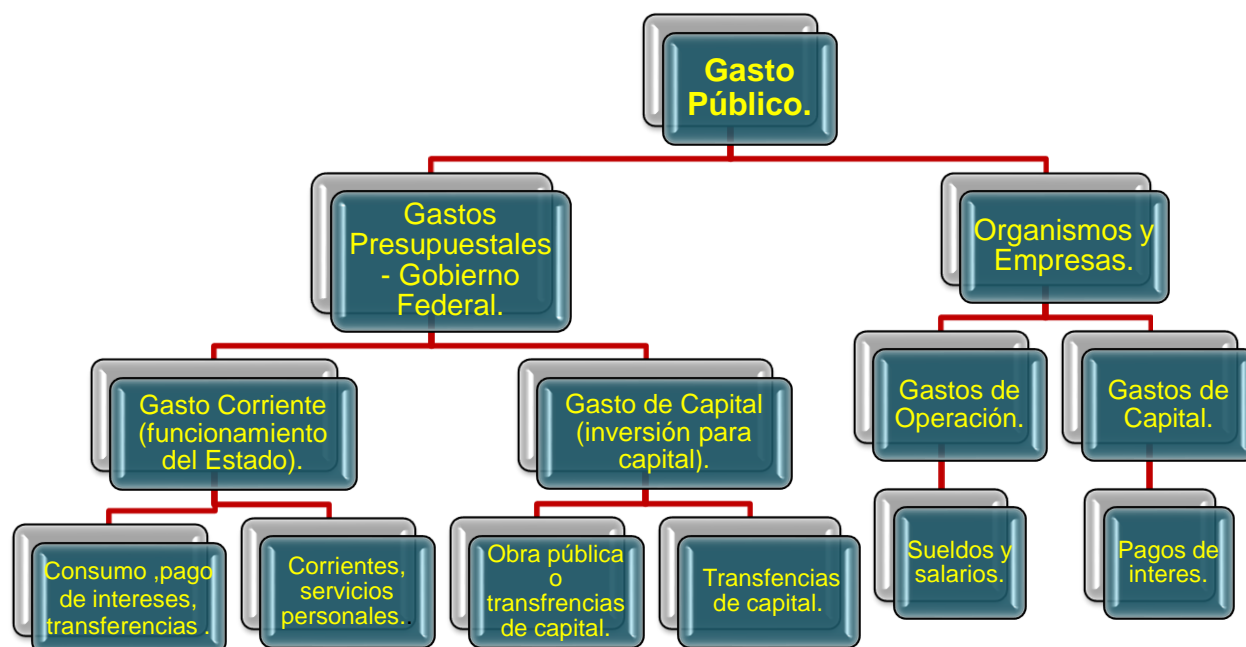 Gasto
Público.
Gastos
Presupuestales
- Gobierno
Federal.
Organismos y
Empresas.
Gasto Corriente
(funcionamiento
del Estado).
Gasto de Capital
(inversión para
capital).
Gastos de
Operación.
Gastos de
Capital.
Consumo ,pago
de intereses,
transferencias .
Corrientes,
servicios
personales..
Obra pública
o
transfrencias
de capital.
Transfencias
de capital.
Sueldos y
salarios.
Pagos de
interes.